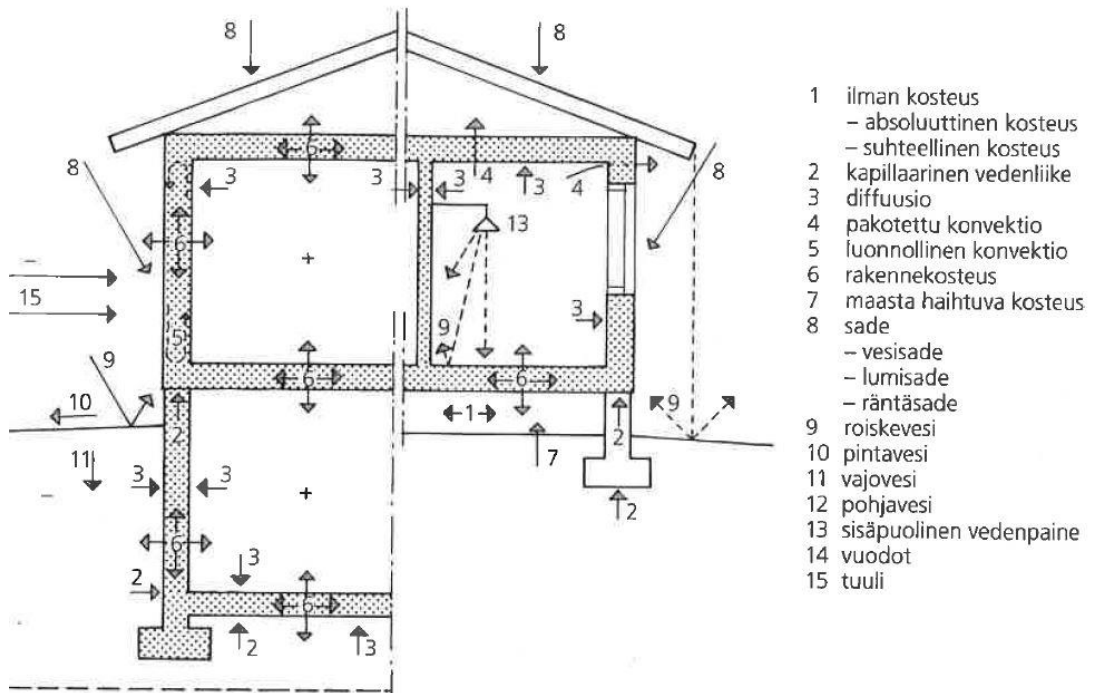 8
8
8
8
6
3
3
3
4
3
4
13
6
–
15
+
3
5
9
9
10
6
6
1
9
2
2
7
11
3
3
–
+
2
6
3
2
6
2
3
1 ilman kosteus
– absoluuttinen kosteus
– suhteellinen kosteus
2 kapillaarinen vedenliike
3 diffuusio
4 pakotettu konvektio
5 luonnollinen konvektio
6 rakennekosteus
7 maasta haihtuva kosteus
8 sade
– vesisade
– lumisade
– räntäsade
9 roiskevesi
10 pintavesi
11 vajovesi
12 pohjavesi
13 sisäpuolinen vedenpaine
14 vuodot
15 tuuli